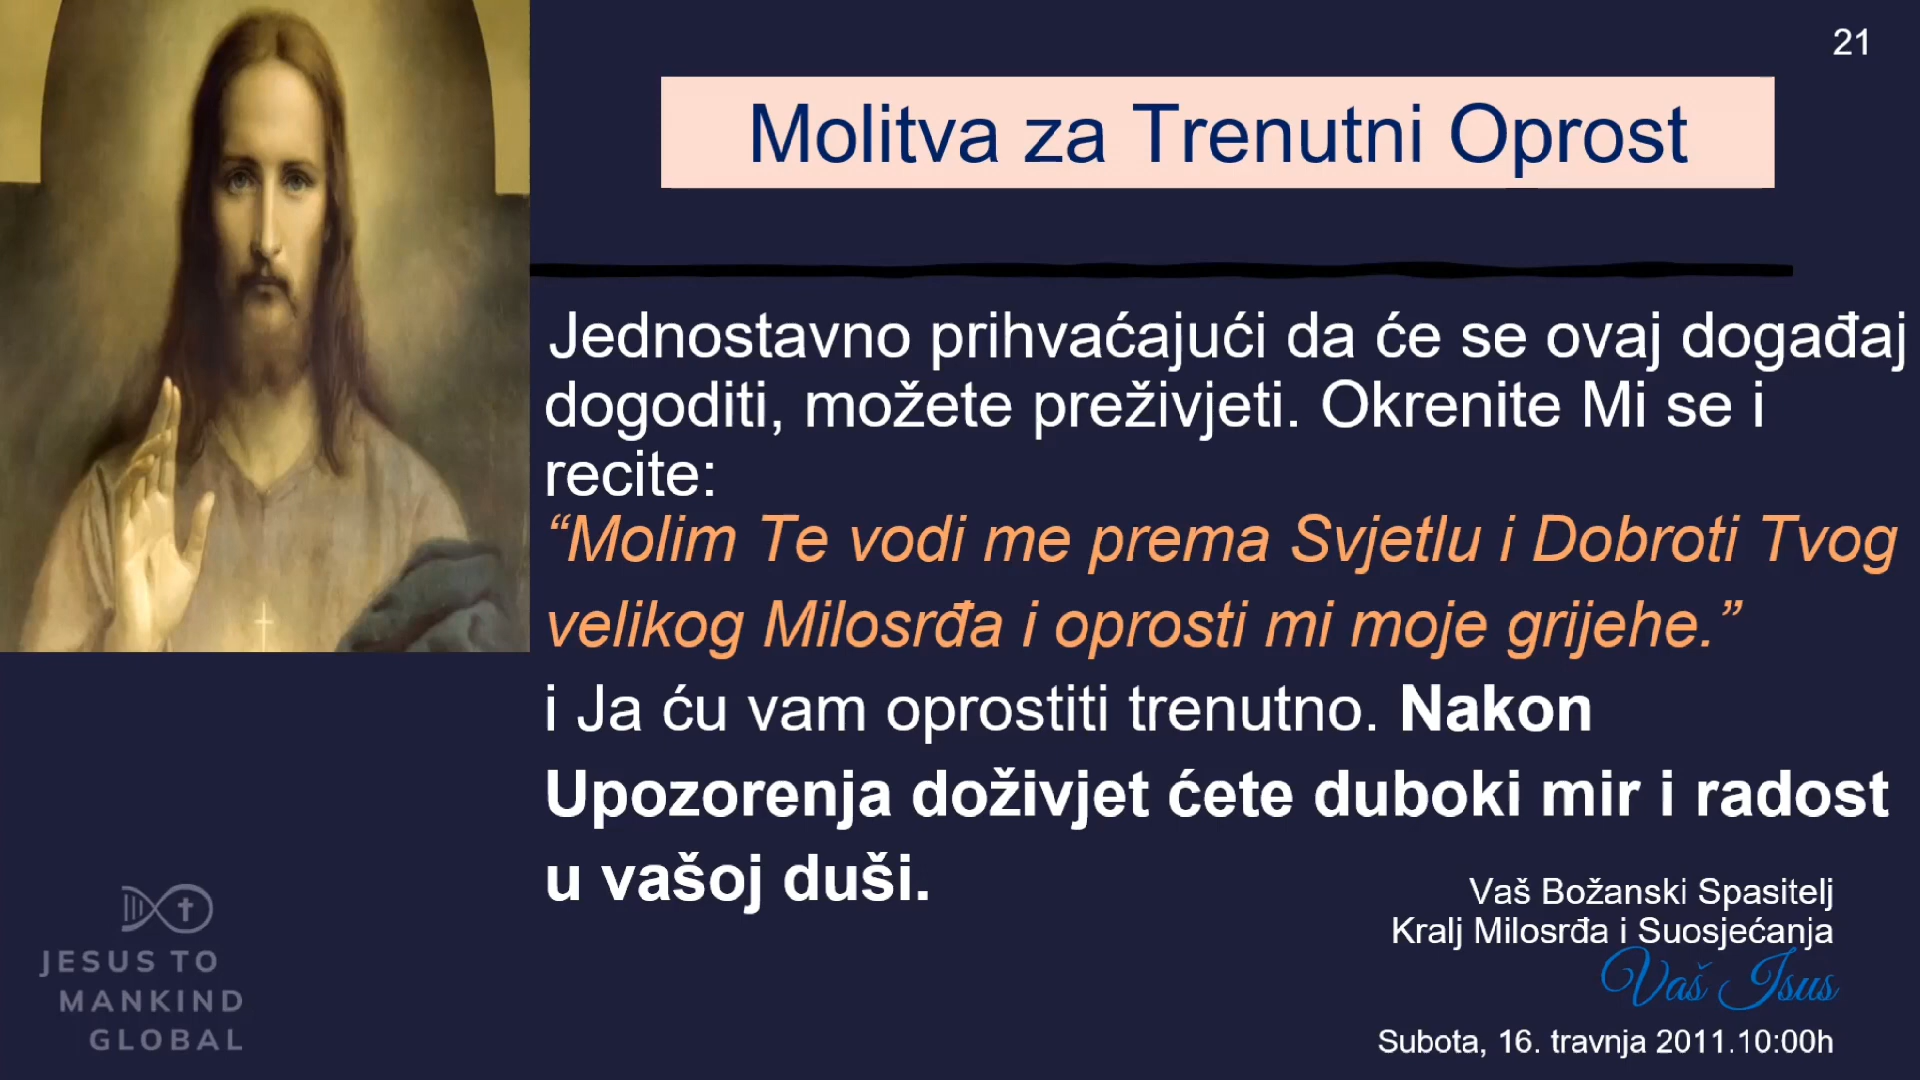 21
Molitva za Trenutni Oprost
Jednostavno prihvaćajući da će se ovaj događaj
dogoditi, možete preživjeti. Okrenite Mi se i
recite:
“Molim Te vodi me prema Svjetlu i Dobroti Tvog
velikog Milosrđa i oprosti mi moje grijehe.”
i Ja ću vam oprostiti trenutno. Nakon
Upozorenja doživjet ćete duboki mir i radost
u vašoj duši.
Vaš Božanski Spasitelj
Kralj Milosrđa i Suosjećanja
Vaš Isus
Subota, 16. travnja 2011.10:00h
JESUS TO
MANKIND
GLOBAL